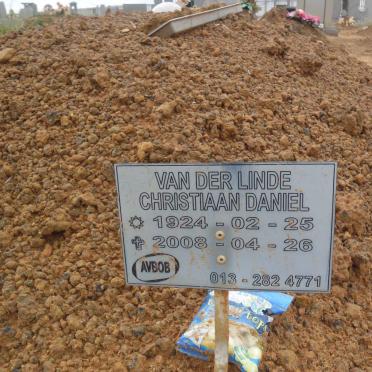 VAN DER LINDE
CHRISTIAAN DANIEL
☼ 1924 - 02 - 25
✝ 2008 - 04 - 26
AVBOB
013 - 282 4771